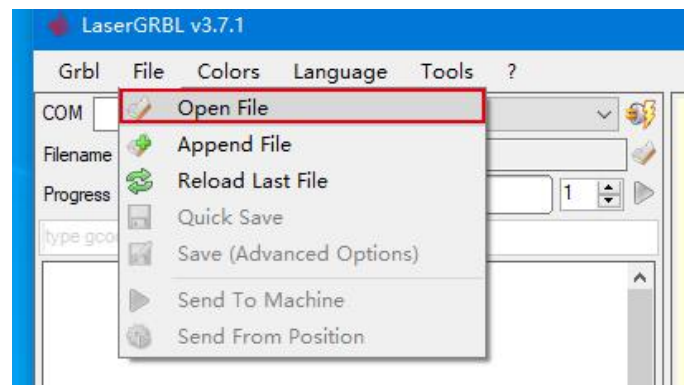 LaserGRBL v3.7.1
Grbl File Colors Language Tools ?
COM
Open File
Filename
Append File
Reload Last File
Progress
1
Quick Save
type gco
Save (Advanced Options)
Send To Machine
Send From Position